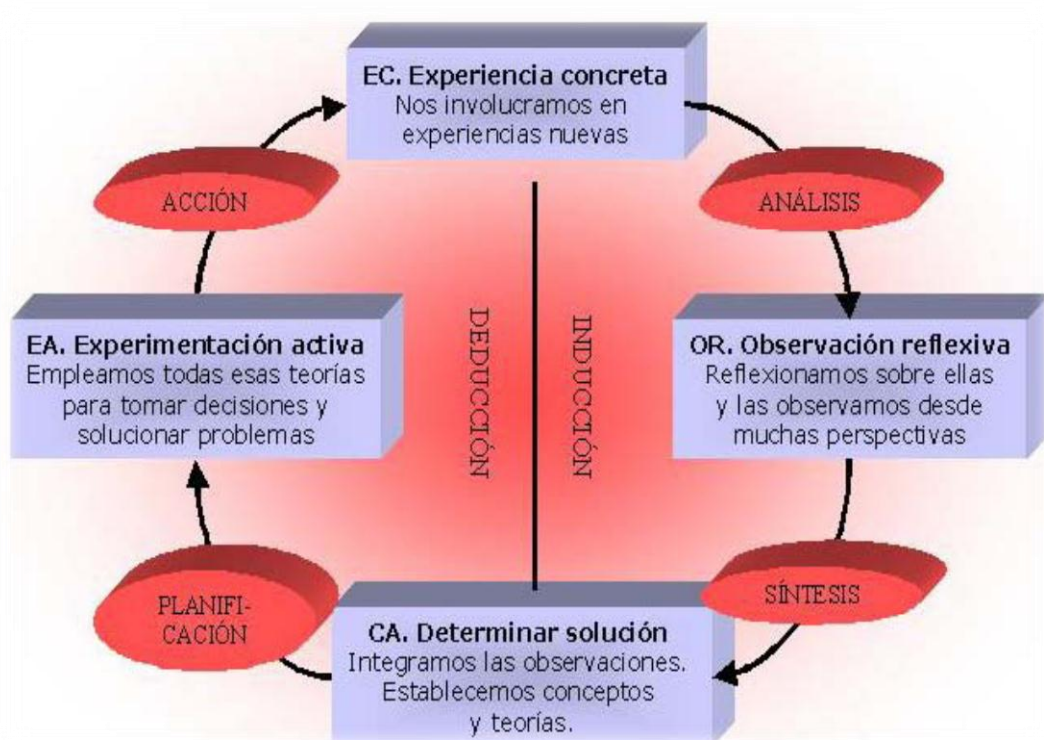 EC. Experiencia concreta
Nos involucramos en
experiencias nuevas
ACCIÓN
ANÁLISIS
EA. Experimentación activa
Empleamos todas esas teorías
para tomar decisiones y
solucionar problemas
DEDUCCIÓN
INDUCCIÓN
OR. Observación reflexiva
Reflexionamos sobre ellas
y las observamos desde
muchas perspectivas
PLANIFI-
CACIÓN
SÍNTESIS
CA. Determinar solución
Integramos las observaciones.
Establecemos conceptos
y teorías.